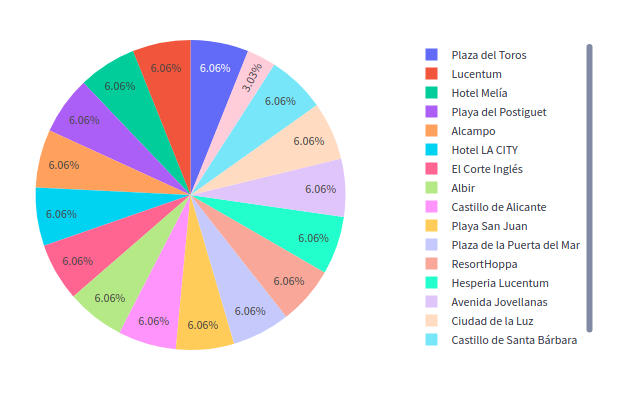 6.06%
6.06%
3.03%
6.06%
6.06%
6.06%
6.06%
6.06%
6.06%
6.06%
6.06%
6.06%
6.06%
6.06%
6.06%
6.06%
6.06%
Plaza del Toros
Lucentum
Hotel Melía
Playa del Postiguet
Alcampo
Hotel LA CITY
El Corte Inglés
Albir
Castillo de Alicante
Playa San Juan
Plaza de la Puerta del Mar
ResortHoppa
Hesperia Lucentum
Avenida Jovellanas
Ciudad de la Luz
Castillo de Santa Bárbara